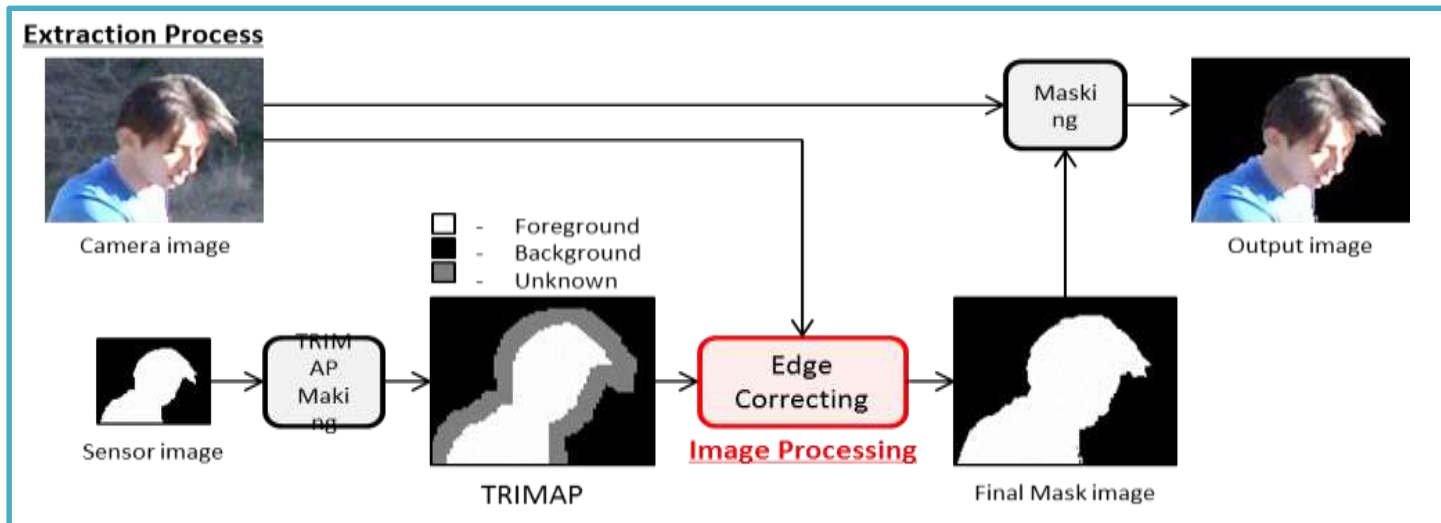 Extraction Process
Maski
ng
Camera image
Output image
- Foreground
- Background
- Unknown
TRIM
AP
Maki
ng
Edge
Correcting
Sensor image
Image Processing
TRIMAP
Final Mask image